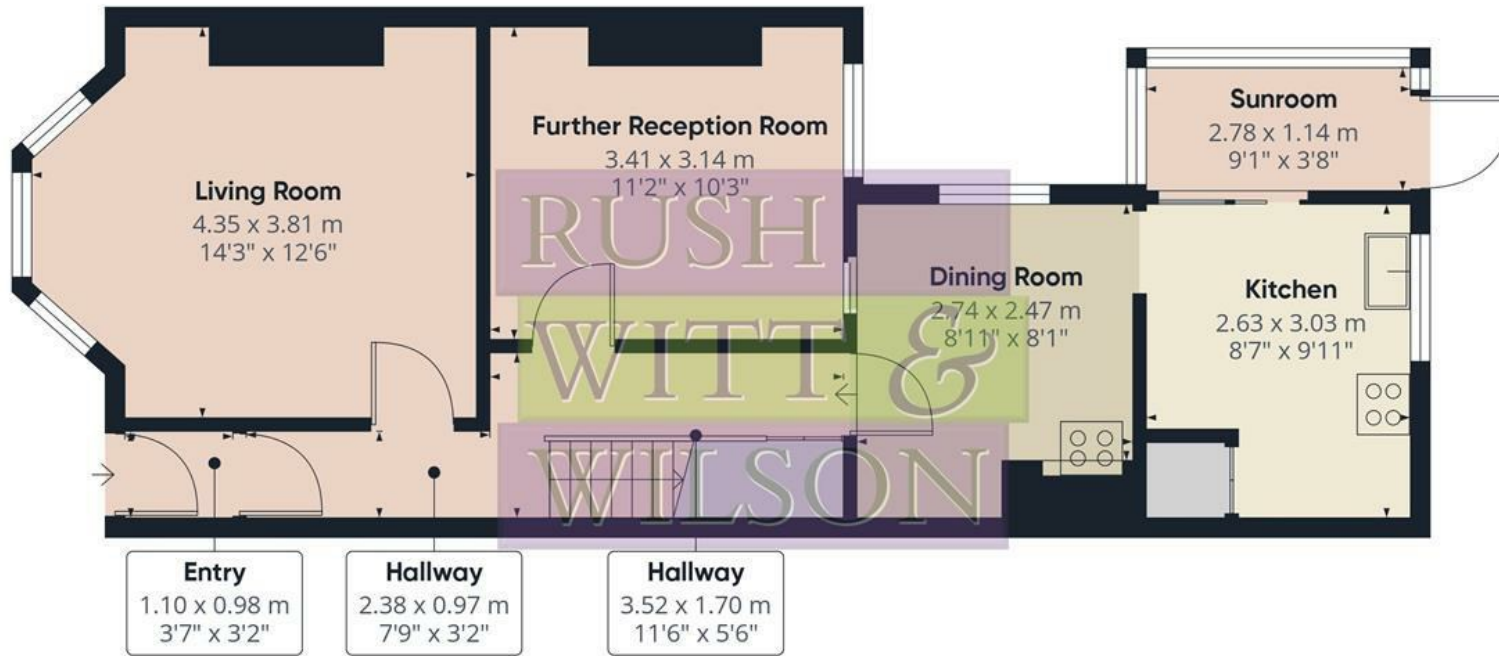 Living Room
4.35 x 3.81 m
14'3" x 12'6"
Further Reception Room
3.41 x 3.14 m
11'2" x 10'3"
Sunroom
2.78 x 1.14 m
9'1" x 3'8"
Dining Room
2.74 x 2.47 m
8'11" x 8'1"
Kitchen
2.63 x 3.03 m
8'7" x 9'11"
RUSH
WITT &
WILSON
Entry
1.10 x 0.98 m
3'7" x 3'2"
Hallway
2.38 x 0.97 m
7'9" x 3'2"
Hallway
3.52 x 1.70 m
11'6" x 5'6"